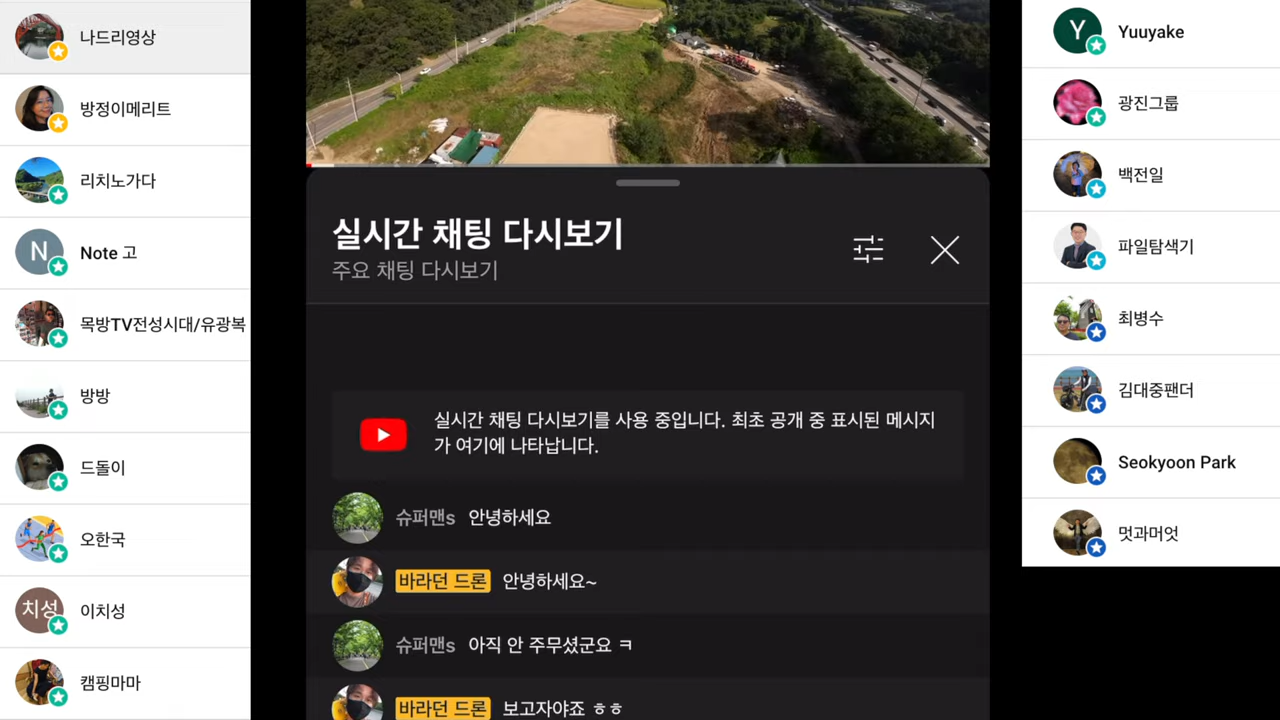 나드리영상
방정이메리트
리치노가다
N
Note 고
목방TV전성시대/유광복
방방
드돌이
오한국
치성
이치성
캠핑마마
실시간 채팅 다시보기
주요 채팅 다시보기
실시간 채팅 다시보기를 사용 중입니다. 최초 공개 중 표시된 메시지
가 여기에 나타납니다.
슈퍼맨s 안녕하세요
바라던 드론 안녕하세요~
슈퍼맨s 아직 안 주무셨군요 ㅋ
바라던 드론 보고자야죠 ㅎㅎ
Y
Yuuyake
광진그룹
백전일
파일탐색기
최병수
김대중팬더
Seokyoon Park
멋과머엇